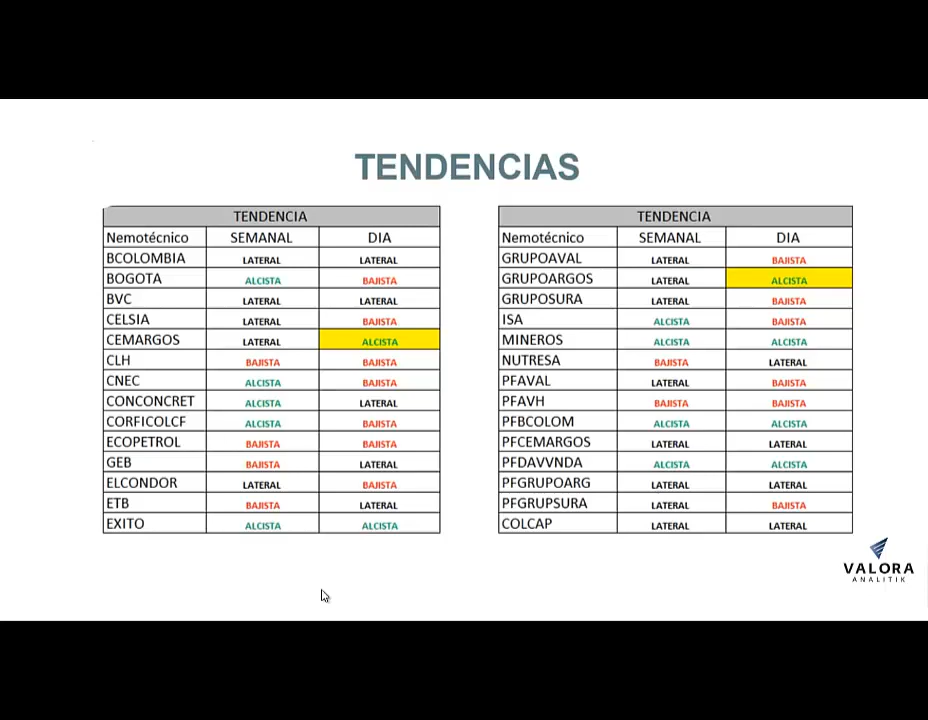 TENDENCIAS
TENDENCIA
Nemotécnico SEMANAL DIA
BCOLOMBIA LATERAL LATERAL
BOGOTA ALCISTA BAJISTA
BVC LATERAL LATERAL
CELSIA LATERAL BAJISTA
CEMARGOS LATERAL ALCISTA
CLH BAJISTA BAJISTA
CNEC ALCISTA BAJISTA
CONCONCRET ALCISTA LATERAL
CORFICOLCF ALCISTA BAJISTA
ECOPETROL BAJISTA BAJISTA
GEB BAJISTA LATERAL
ELCONDOR LATERAL BAJISTA
ETB BAJISTA LATERAL
EXITO ALCISTA ALCISTA
TENDENCIA
Nemotécnico SEMANAL DIA
GRUPOAVAL LATERAL BAJISTA
GRUPOARGOS LATERAL ALCISTA
GRUPOSURA LATERAL BAJISTA
ISA ALCISTA BAJISTA
MINEROS ALCISTA ALCISTA
NUTRESA BAJISTA LATERAL
PFAVAL LATERAL BAJISTA
PFAVH BAJISTA BAJISTA
PFBCOLOM ALCISTA ALCISTA
PFCEMARGOS LATERAL LATERAL
PFDAVVNDA ALCISTA ALCISTA
PFGRUPOARG LATERAL LATERAL
PFGRUPSURA LATERAL BAJISTA
COLCAP LATERAL LATERAL
VALORA
ANALITIK